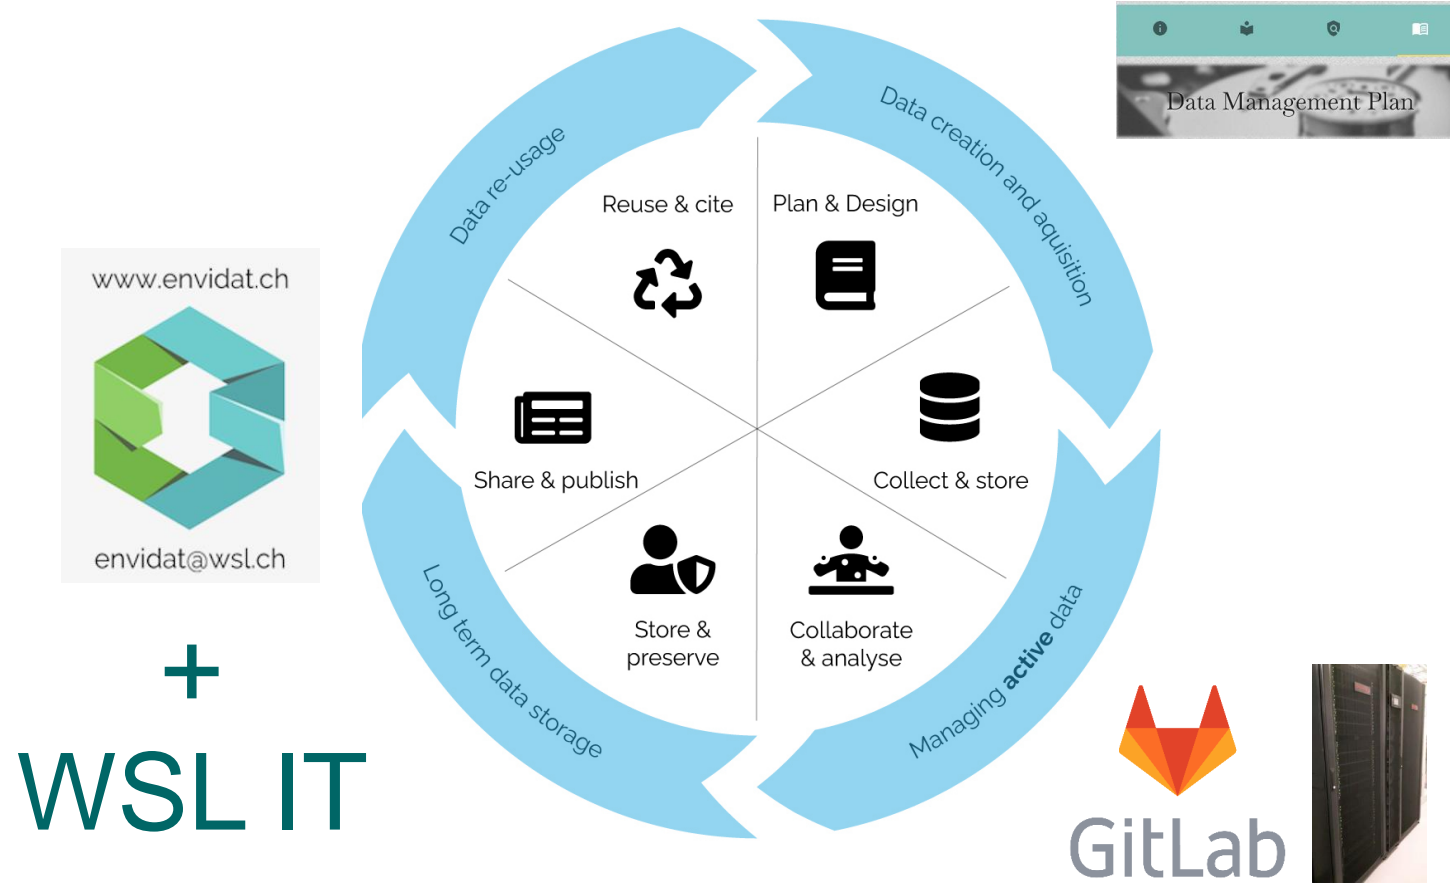 Data Management Plan
Data re-usage
Data creation and aquisition
Reuse & cite
Plan & Design
www.envidat.ch
envidat@wsl.ch
Share & publish
Collect & store
Store &
preserve
Collaborate
& analyse
Long term data storage
Managing active data
+
WSL IT
GitLab